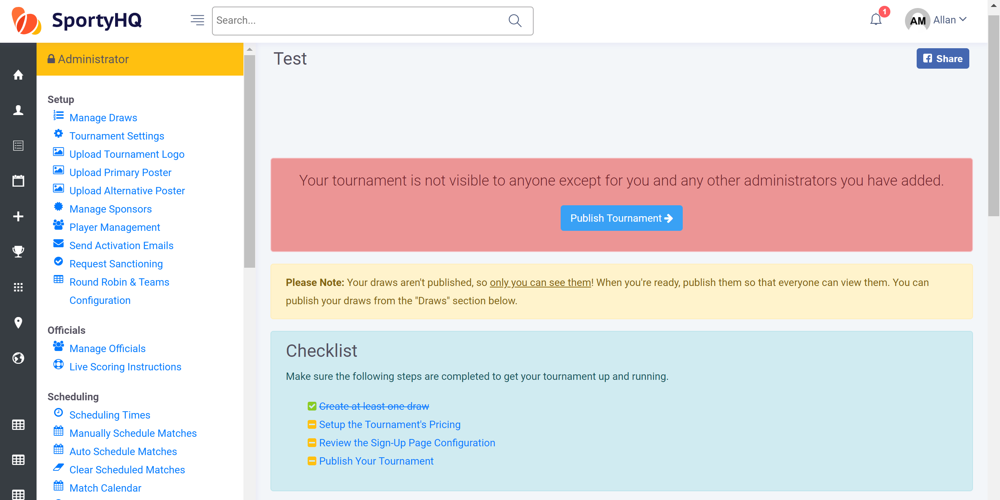 SportyHQ
Search...
1
AM Allan
Administrator
Setup
Manage Draws
Tournament Settings
Upload Tournament Logo
Upload Primary Poster
Upload Alternative Poster
Manage Sponsors
Player Management
Send Activation Emails
Request Sanctioning
Round Robin & Teams
Configuration
Officials
Manage Officials
Live Scoring Instructions
Scheduling
Scheduling Times
Manually Schedule Matches
Auto Schedule Matches
Clear Scheduled Matches
Match Calendar
Test
Share
Your tournament is not visible to anyone except for you and any other administrators you have added.
Publish Tournament
Please Note: Your draws aren't published, so only you can see them! When you're ready, publish them so that everyone can view them. You can
publish your draws from the "Draws" section below.
Checklist
Make sure the following steps are completed to get your tournament up and running.
Create at least one draw
Setup the Tournament's Pricing
Review the Sign-Up Page Configuration
Publish Your Tournament